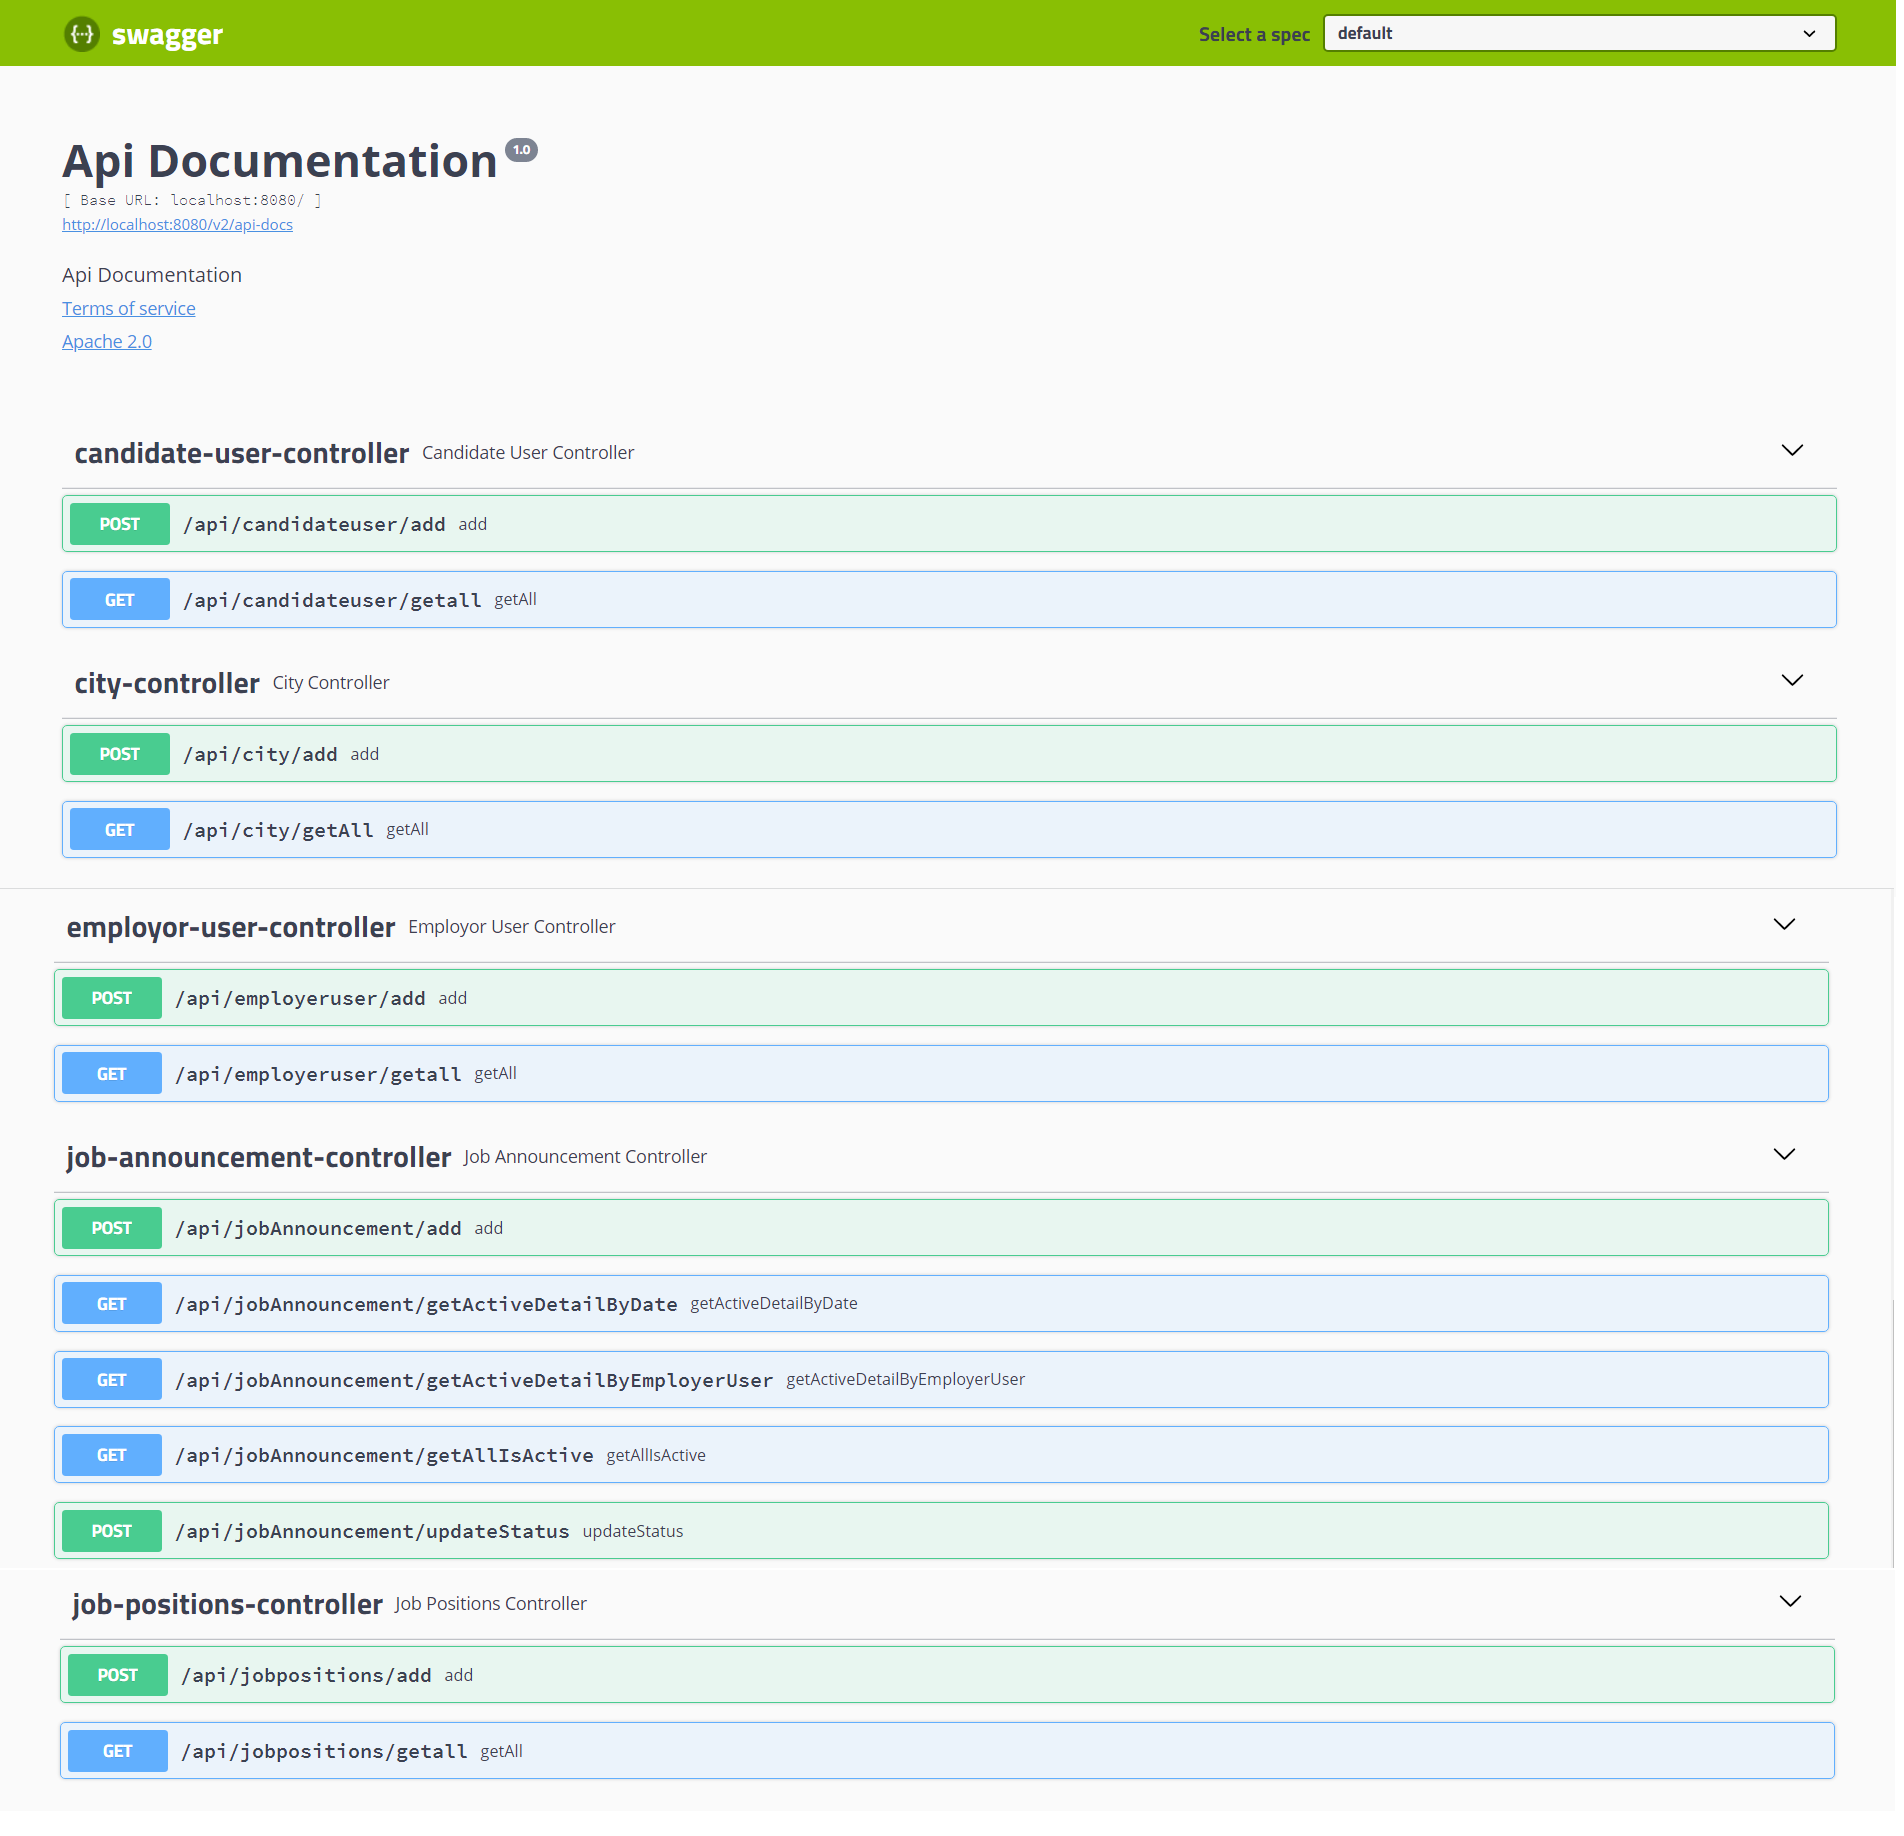 {···} swagger Select a spec default
Api Documentation 1.0
[ Base URL: localhost:8080/ ]
http://localhost:8080/v2/api-docs
Api Documentation
Terms of service
Apache 2.0
candidate-user-controller Candidate User Controller
POST /api/candidateuser/add add
GET /api/candidateuser/getall getAll
city-controller City Controller
POST /api/city/add add
GET /api/city/getAll getAll
employor-user-controller Employor User Controller
POST /api/employeruser/add add
GET /api/employeruser/getall getAll
job-announcement-controller Job Announcement Controller
POST /api/jobAnnouncement/add add
GET /api/jobAnnouncement/getActiveDetailByDate getActiveDetailByDate
GET /api/jobAnnouncement/getActiveDetailByEmployerUser getActiveDetailByEmployerUser
GET /api/jobAnnouncement/getAllIsActive getAllIsActive
POST /api/jobAnnouncement/updateStatus updateStatus
job-positions-controller Job Positions Controller
POST /api/jobpositions/add add
GET /api/jobpositions/getall getAll